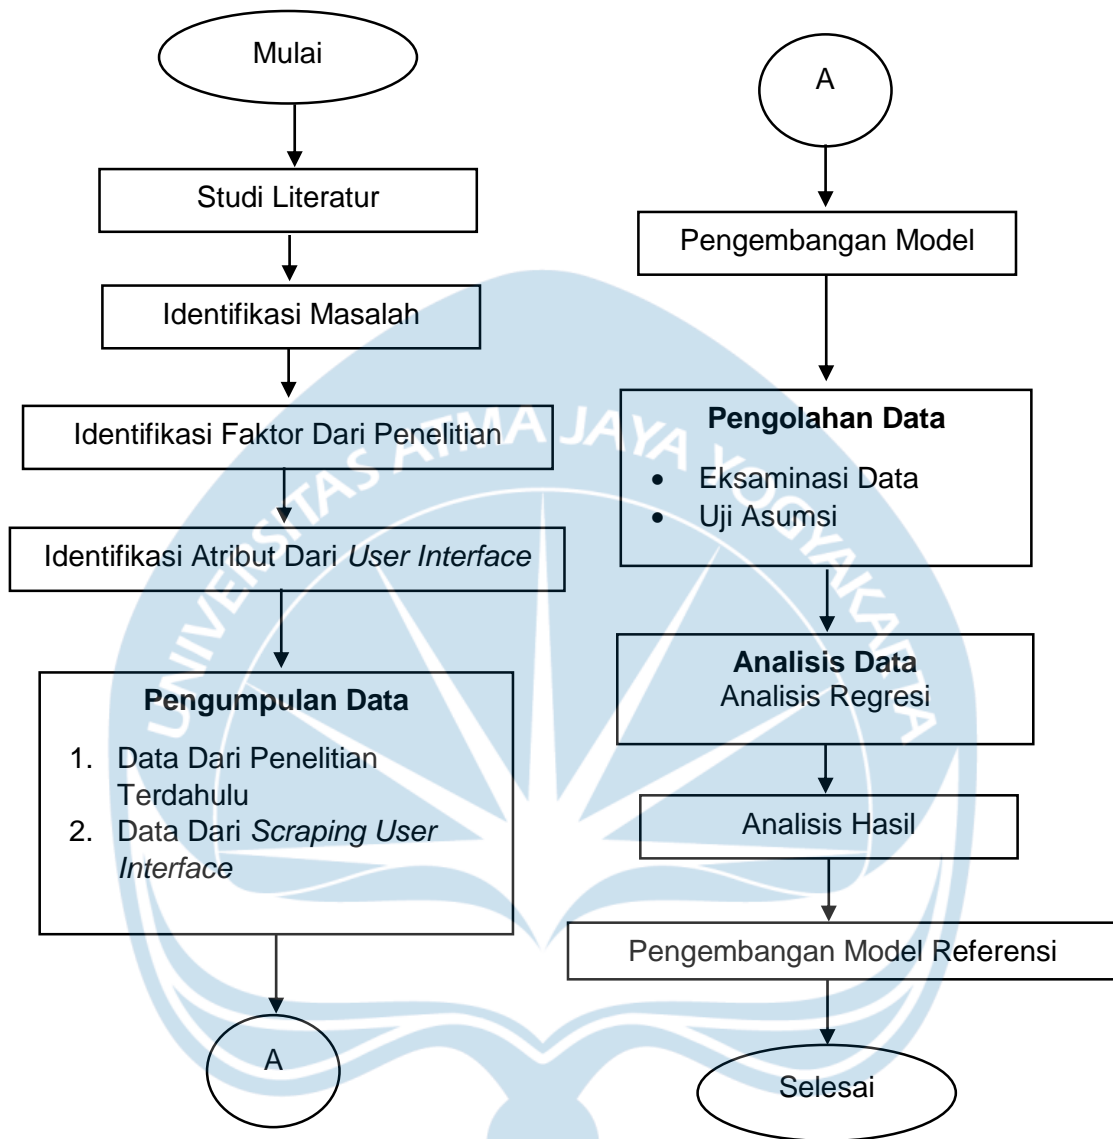 Mulai
Studi Literatur
Identifikasi Masalah
Identifikasi Faktor Dari Penelitian
Identifikasi Atribut Dari User Interface
Pengumpulan Data
1. Data Dari Penelitian
Terdahulu
2. Data Dari Scraping User
Interface
A
A
Pengembangan Model
Pengolahan Data
• Eksaminasi Data
• Uji Asumsi
Analisis Data
Analisis Regresi
Analisis Hasil
Pengembangan Model Referensi
Selesai
UNIVERSITAS ATMA JAYA YOGYAKARTA